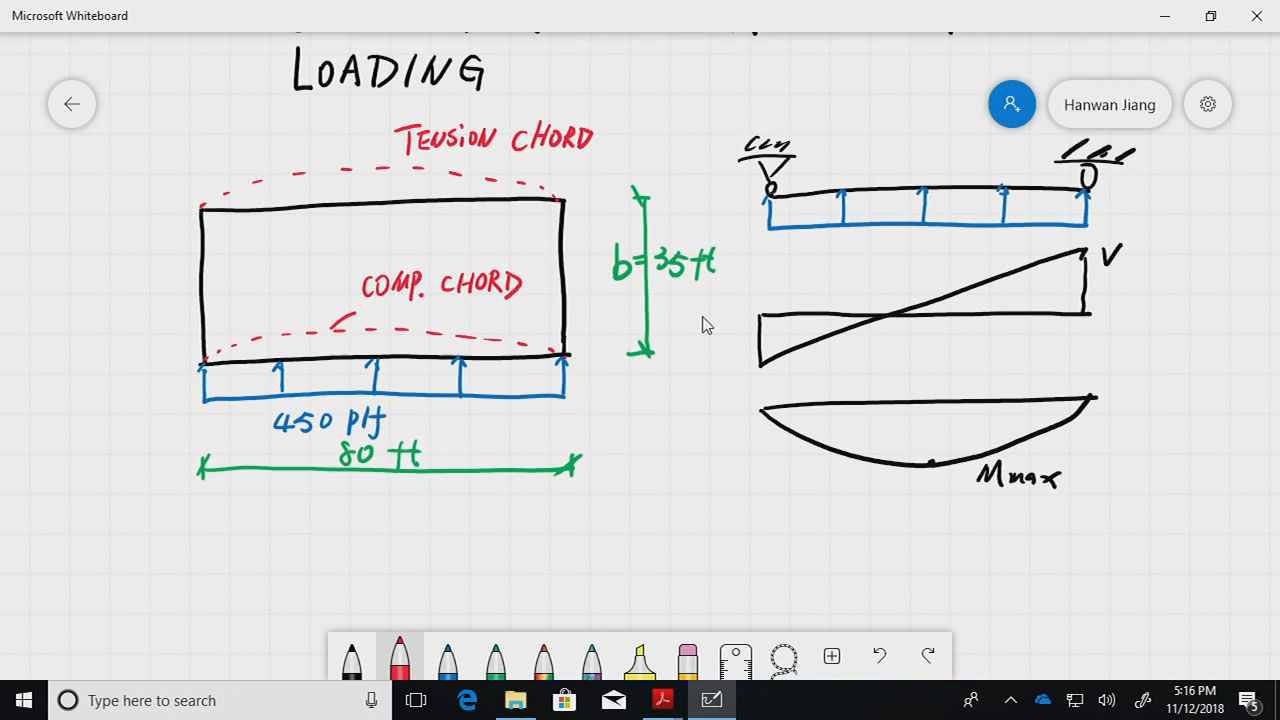 Microsoft Whiteboard
LOADING
Hanwan Jiang
TENSION CHORD
b=35 ft
COMP. CHORD
450 plf
80 ft
V
Mmax
Type here to search
5:16 PM
11/12/2018
5